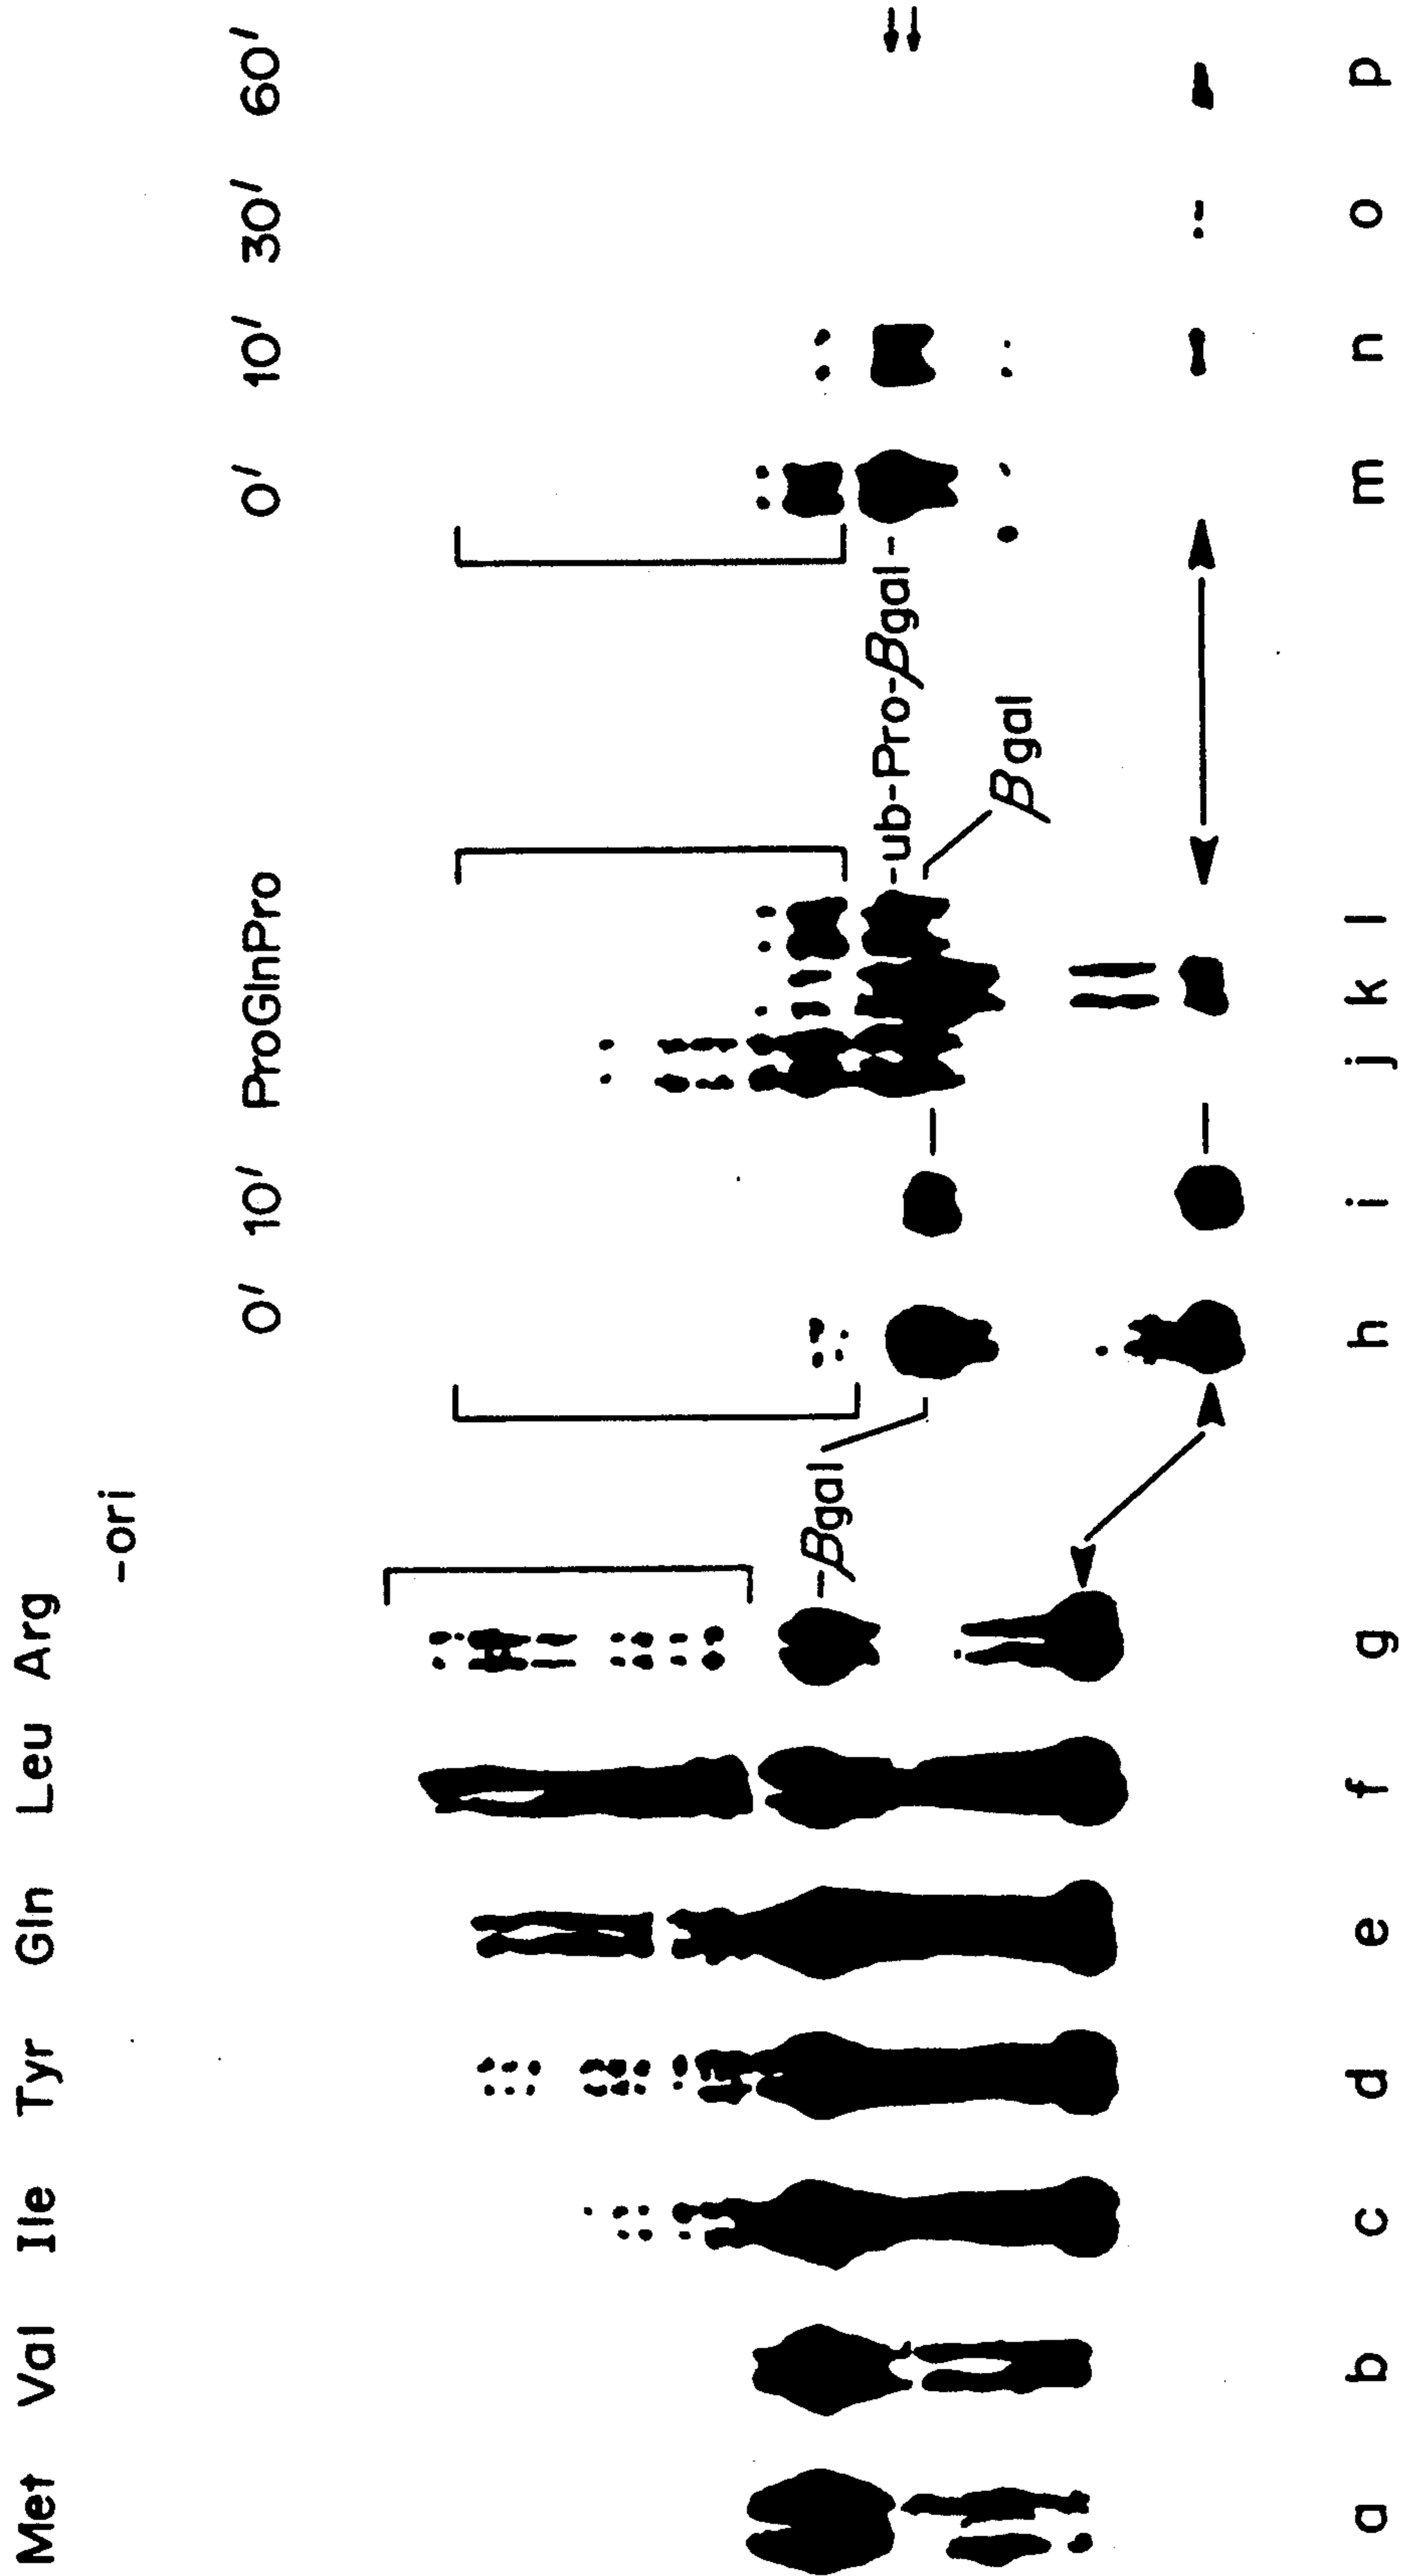 Met Val Ile Tyr Gln Leu Arg
-ori
0' 10' ProGlnPro 0' 10' 30' 60'
-βgal
-ub-Pro-βgal-
βgal
a b c d e f g h i j k l m n o p